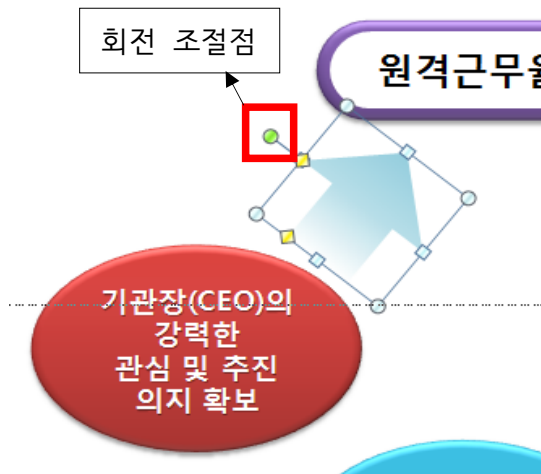 회전 조절점
원격근무
기관장(CEO)의
강력한
관심 및 추진
의지 확보